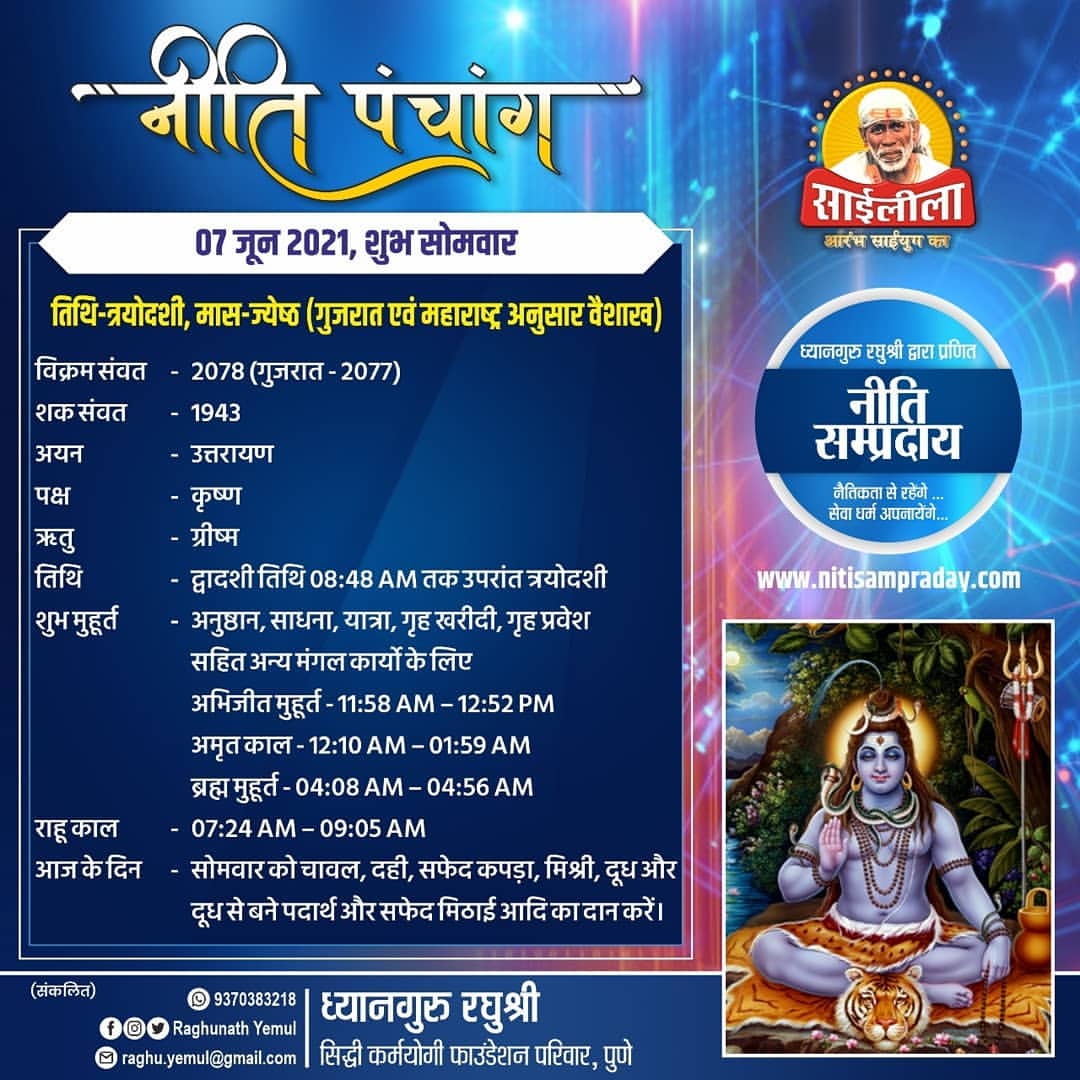 नीति पंचांग
साईलीला
आरंभ साईयुग का
07 जून 2021, शुभ सोमवार
तिथि-त्रयोदशी, मास-ज्येष्ठ (गुजरात एवं महाराष्ट्र अनुसार वैशाख)
विक्रम संवत - 2078 (गुजरात - 2077)
शक संवत - 1943
अयन - उत्तरायण
पक्ष - कृष्ण
ऋतु - ग्रीष्म
तिथि - द्वादशी तिथि 08:48 AM तक उपरांत त्रयोदशी
शुभ मुहूर्त - अनुष्ठान, साधना, यात्रा, गृह खरीदी, गृह प्रवेश
सहित अन्य मंगल कार्यो के लिए
अभिजीत मुहूर्त - 11:58 AM – 12:52 PM
अमृत काल - 12:10 AM – 01:59 AM
ब्रह्म मुहूर्त - 04:08 AM – 04:56 AM
राहू काल - 07:24 AM – 09:05 AM
आज के दिन - सोमवार को चावल, दही, सफेद कपड़ा, मिश्री, दूध और
दूध से बने पदार्थ और सफेद मिठाई आदि का दान करें।
ध्यानगुरु रघुश्री द्वारा प्रणित
नीति
सम्प्रदाय
नैतिकता से रहेंगे ...
सेवा धर्म अपनायेंगे...
www.nitisampraday.com
(संकलित)
9370383218
Raghunath Yemul
raghu.yemul@gmail.com
ध्यानगुरु रघुश्री
सिद्धी कर्मयोगी फाउंडेशन परिवार, पुणे